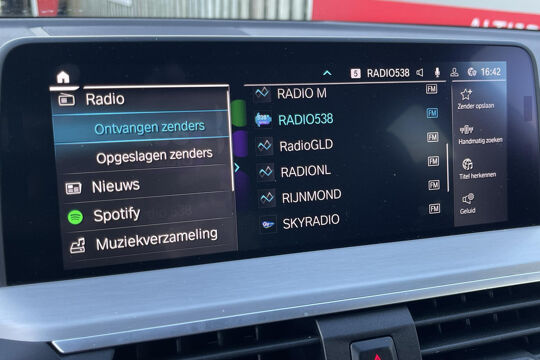 5 RADIO538 16:42
Radio
Ontvangen zenders
Opgeslagen zenders
Nieuws
Spotify
Muziekverzameling
RADIO M FM
RADIO538 FM
RadioGLD FM
RADIONL FM
RIJNMOND FM
SKYRADIO
Zender opslaan
Handmatig zoeken
Titel herkennen
Geluid